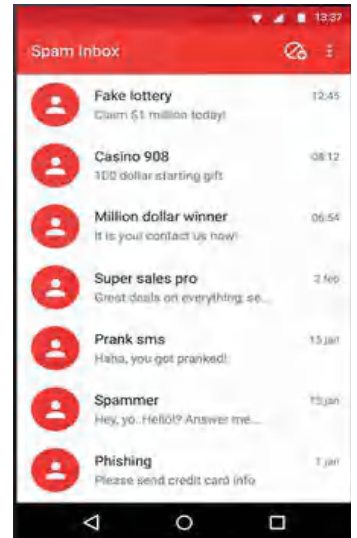 13:37
Spam Inbox
Fake lottery 12:45
Claim $1 million today!
Casino 908 08:12
100 dollar starting gift
Million dollar winner 06:54
It is you! contact us now!
Super sales pro 2 feb
Great deals on everything, se...
Prank sms 15 jan
Haha, you got pranked!
Spammer 15 jan
Hey, yo. Hello!? Answer me...
Phishing 1 jan
Please send credit card info